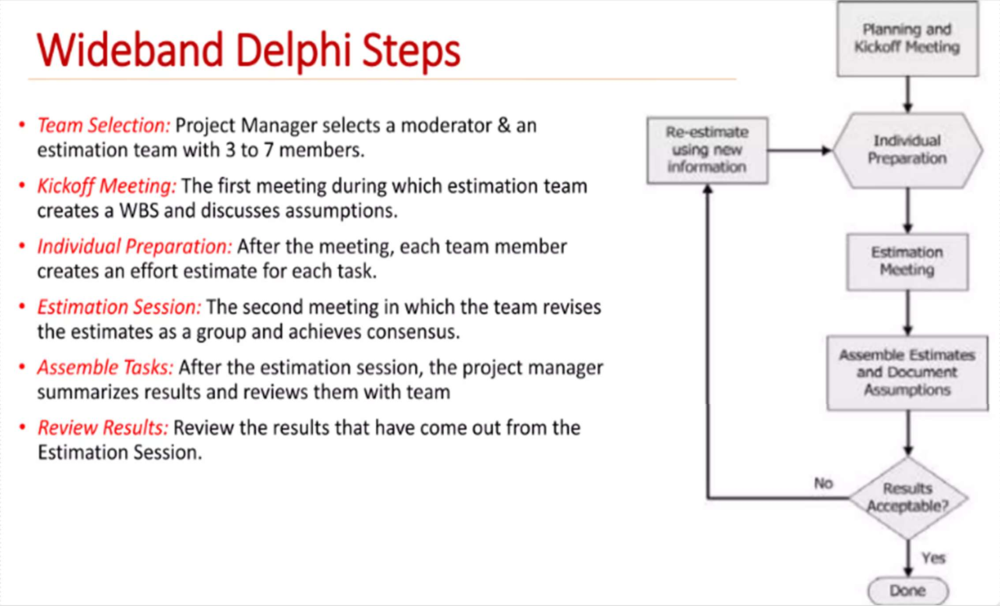 Wideband Delphi Steps
• Team Selection: Project Manager selects a moderator & an
estimation team with 3 to 7 members.
• Kickoff Meeting: The first meeting during which estimation team
creates a WBS and discusses assumptions.
• Individual Preparation: After the meeting, each team member
creates an effort estimate for each task.
• Estimation Session: The second meeting in which the team revises
the estimates as a group and achieves consensus.
• Assemble Tasks: After the estimation session, the project manager
summarizes results and reviews them with team
• Review Results: Review the results that have come out from the
Estimation Session.
Planning and
Kickoff Meeting
Re-estimate
using new
information
Individual
Preparation
Estimation
Meeting
Assemble Estimates
and Document
Assumptions
No
Results
Acceptable?
Yes
Done